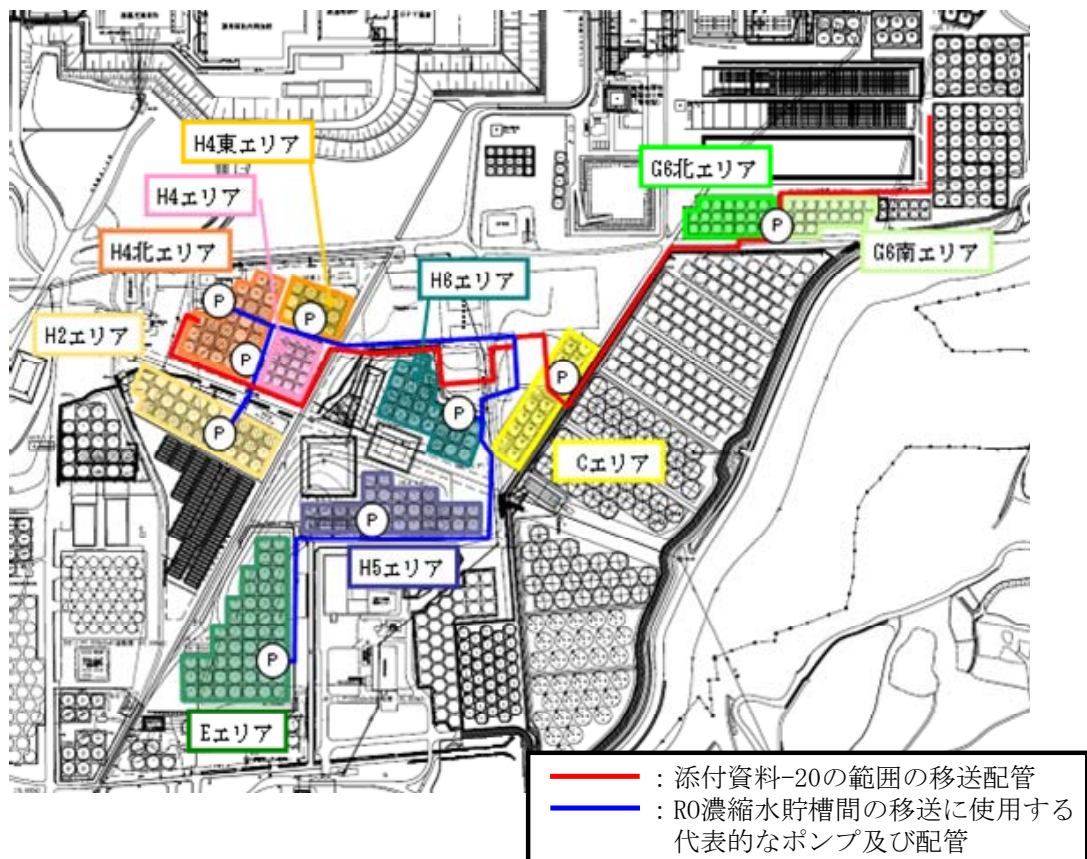 H4東エリア
G6北エリア
H4エリア
H4北エリア
G6南エリア
H6エリア
H2エリア
P
P
P
P
P
P
P
Cエリア
P
H5エリア
P
Eエリア
：添付資料-20の範囲の移送配管
：RO濃縮水貯槽間の移送に使用する
代表的なポンプ及び配管